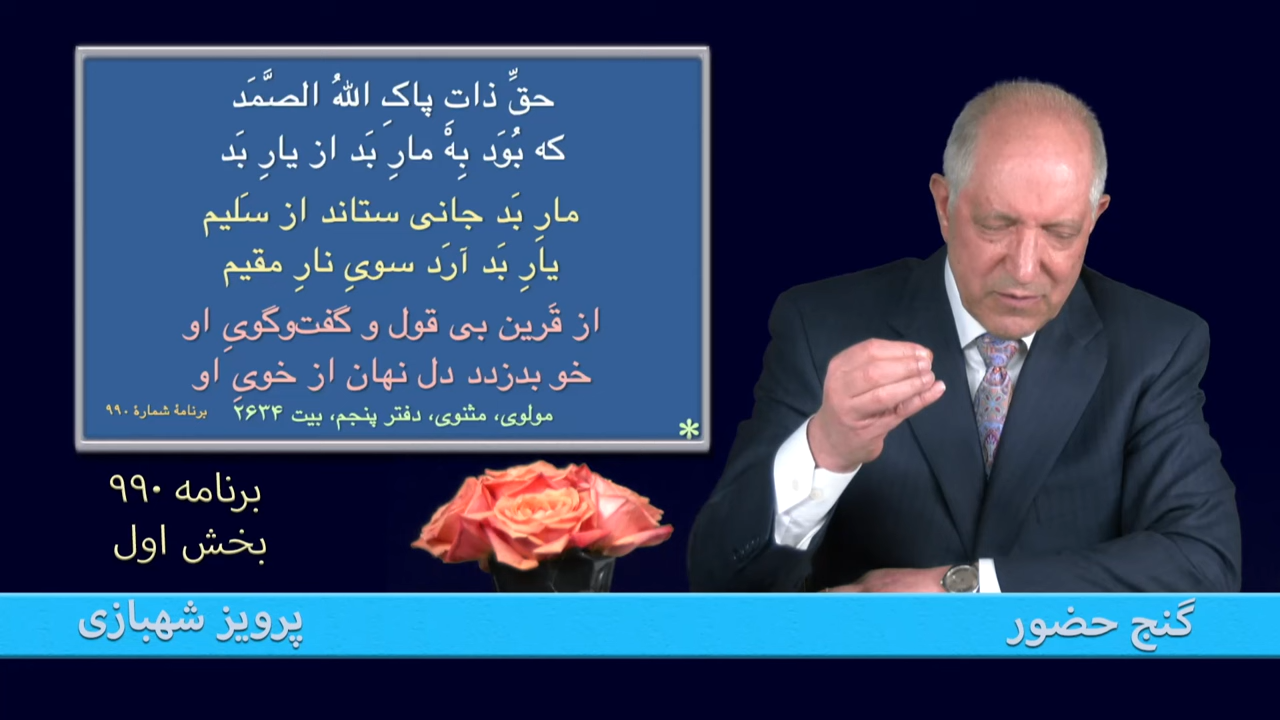 حقِّ ذات پاکِ اللهُ الصَّمَد
که بُوَد بِهْ مارِ بَد از یارِ بَد
مارِ بَد جانی ستاند از سَلیم
یارِ بَد آرَد سویِ نارِ مقیم
از قَرین بی قول و گفت‌وگویِ او
خو بدزدد دل نهان از خویِ او
مولوی، مثنوی، دفتر پنجم، بیت ۲۶۳۴
برنامهٔ شمارهٔ ۹۹۰
*
برنامه ۹۹۰
بخش اول
گنج حضور
پرویز شهبازی